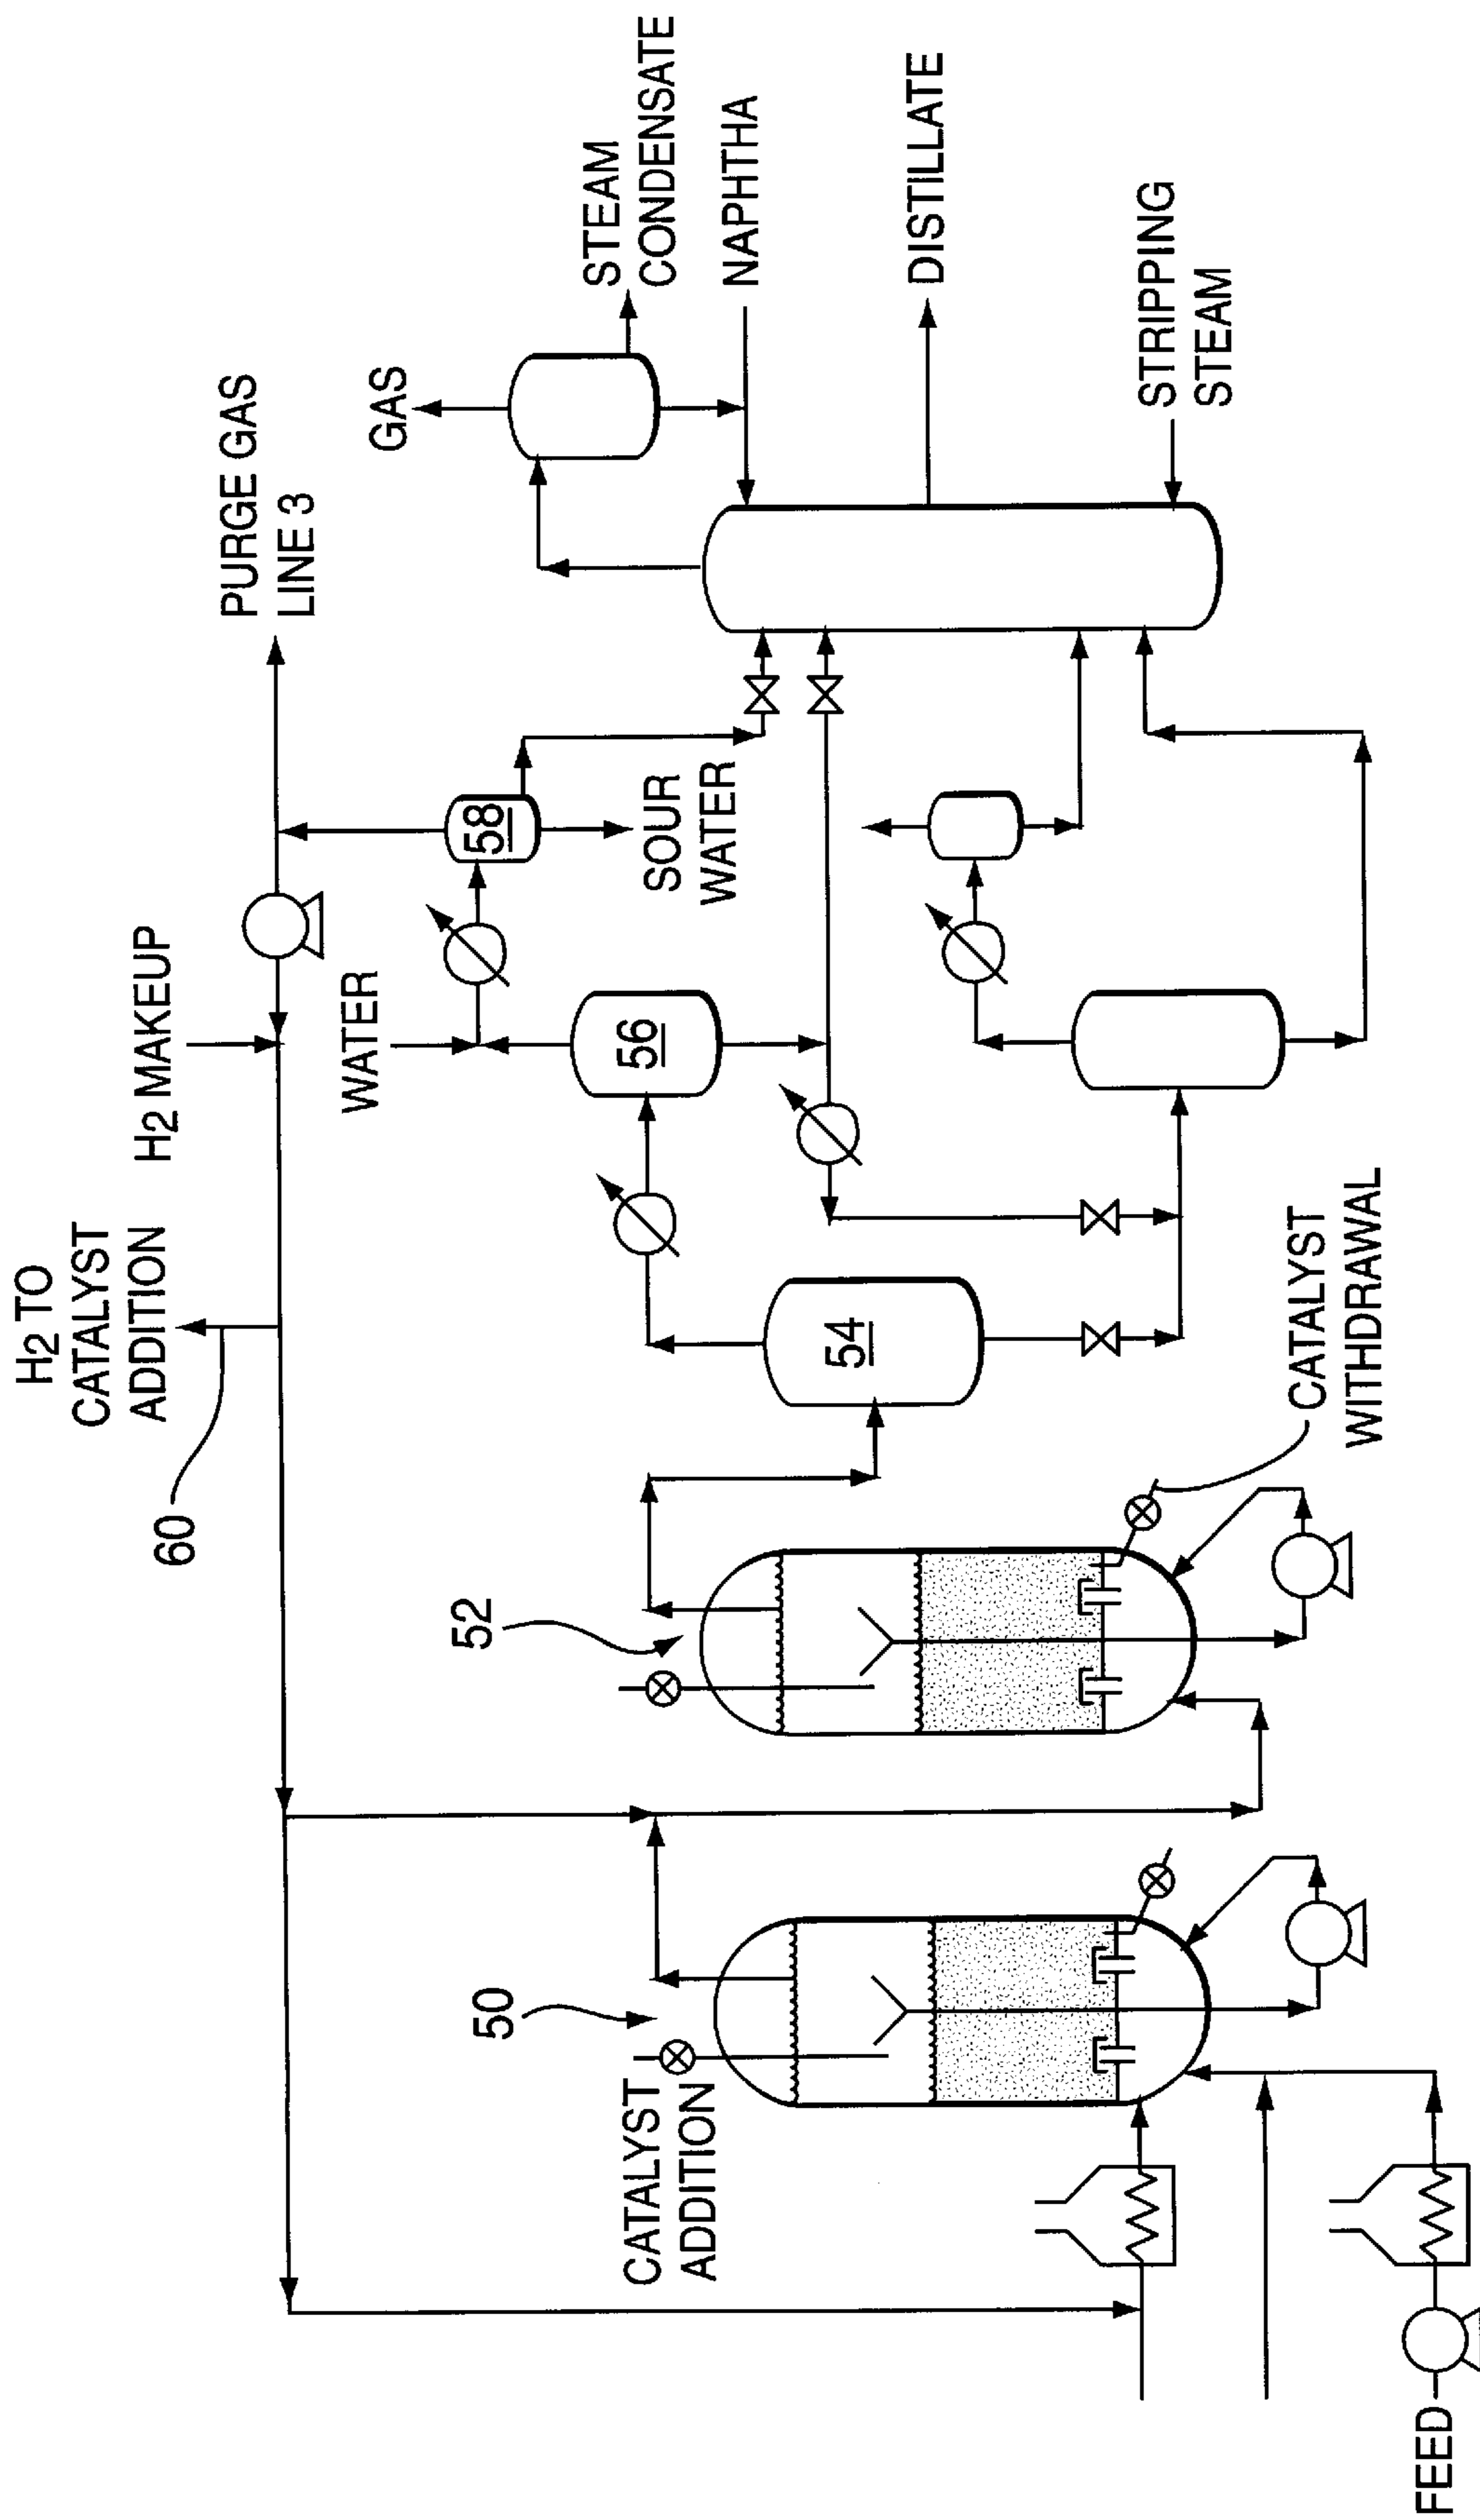 H2 TO
CATALYST
ADDITION
60
H2 MAKEUP
PURGE GAS
LINE 3
WATER
GAS
58
STEAM
CONDENSATE
SOUR
WATER
NAPHTHA
56
52
50
54
CATALYST
ADDITION
DISTILLATE
STRIPPING
STEAM
CATALYST
WITHDRAWAL
FEED